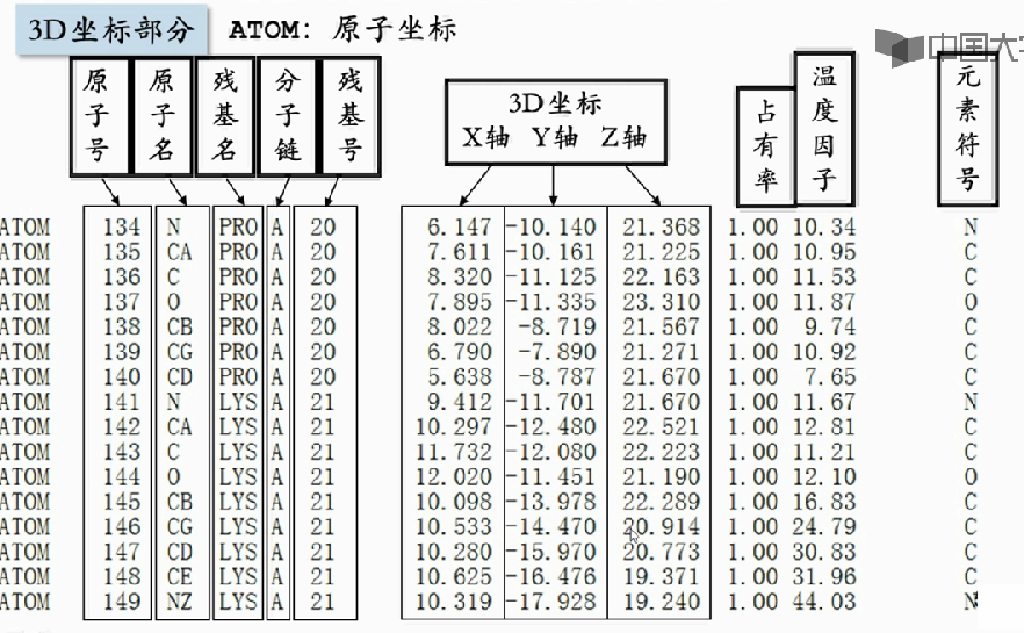 3D坐标部分 ATOM: 原子坐标
中国大学
原子号 原子名 残基名 分子链 残基号 3D坐标 占有率 温度因子 元素符号
X轴 Y轴 Z轴
ATOM 134 N PRO A 20 6.147 -10.140 21.368 1.00 10.34 N
ATOM 135 CA PRO A 20 7.611 -10.161 21.225 1.00 10.95 C
ATOM 136 C PRO A 20 8.320 -11.125 22.163 1.00 11.53 C
ATOM 137 O PRO A 20 7.895 -11.335 23.310 1.00 11.87 O
ATOM 138 CB PRO A 20 8.022 -8.719 21.567 1.00 9.74 C
ATOM 139 CG PRO A 20 6.790 -7.890 21.271 1.00 10.92 C
ATOM 140 CD PRO A 20 5.638 -8.787 21.670 1.00 7.65 C
ATOM 141 N LYS A 21 9.412 -11.701 21.670 1.00 11.67 N
ATOM 142 CA LYS A 21 10.297 -12.480 22.521 1.00 12.81 C
ATOM 143 C LYS A 21 11.732 -12.080 22.223 1.00 11.21 C
ATOM 144 O LYS A 21 12.020 -11.451 21.190 1.00 12.10 O
ATOM 145 CB LYS A 21 10.098 -13.978 22.289 1.00 16.83 C
ATOM 146 CG LYS A 21 10.533 -14.470 20.914 1.00 24.79 C
ATOM 147 CD LYS A 21 10.280 -15.970 20.773 1.00 30.83 C
ATOM 148 CE LYS A 21 10.625 -16.476 19.371 1.00 31.96 C
ATOM 149 NZ LYS A 21 10.319 -17.928 19.240 1.00 44.03 N